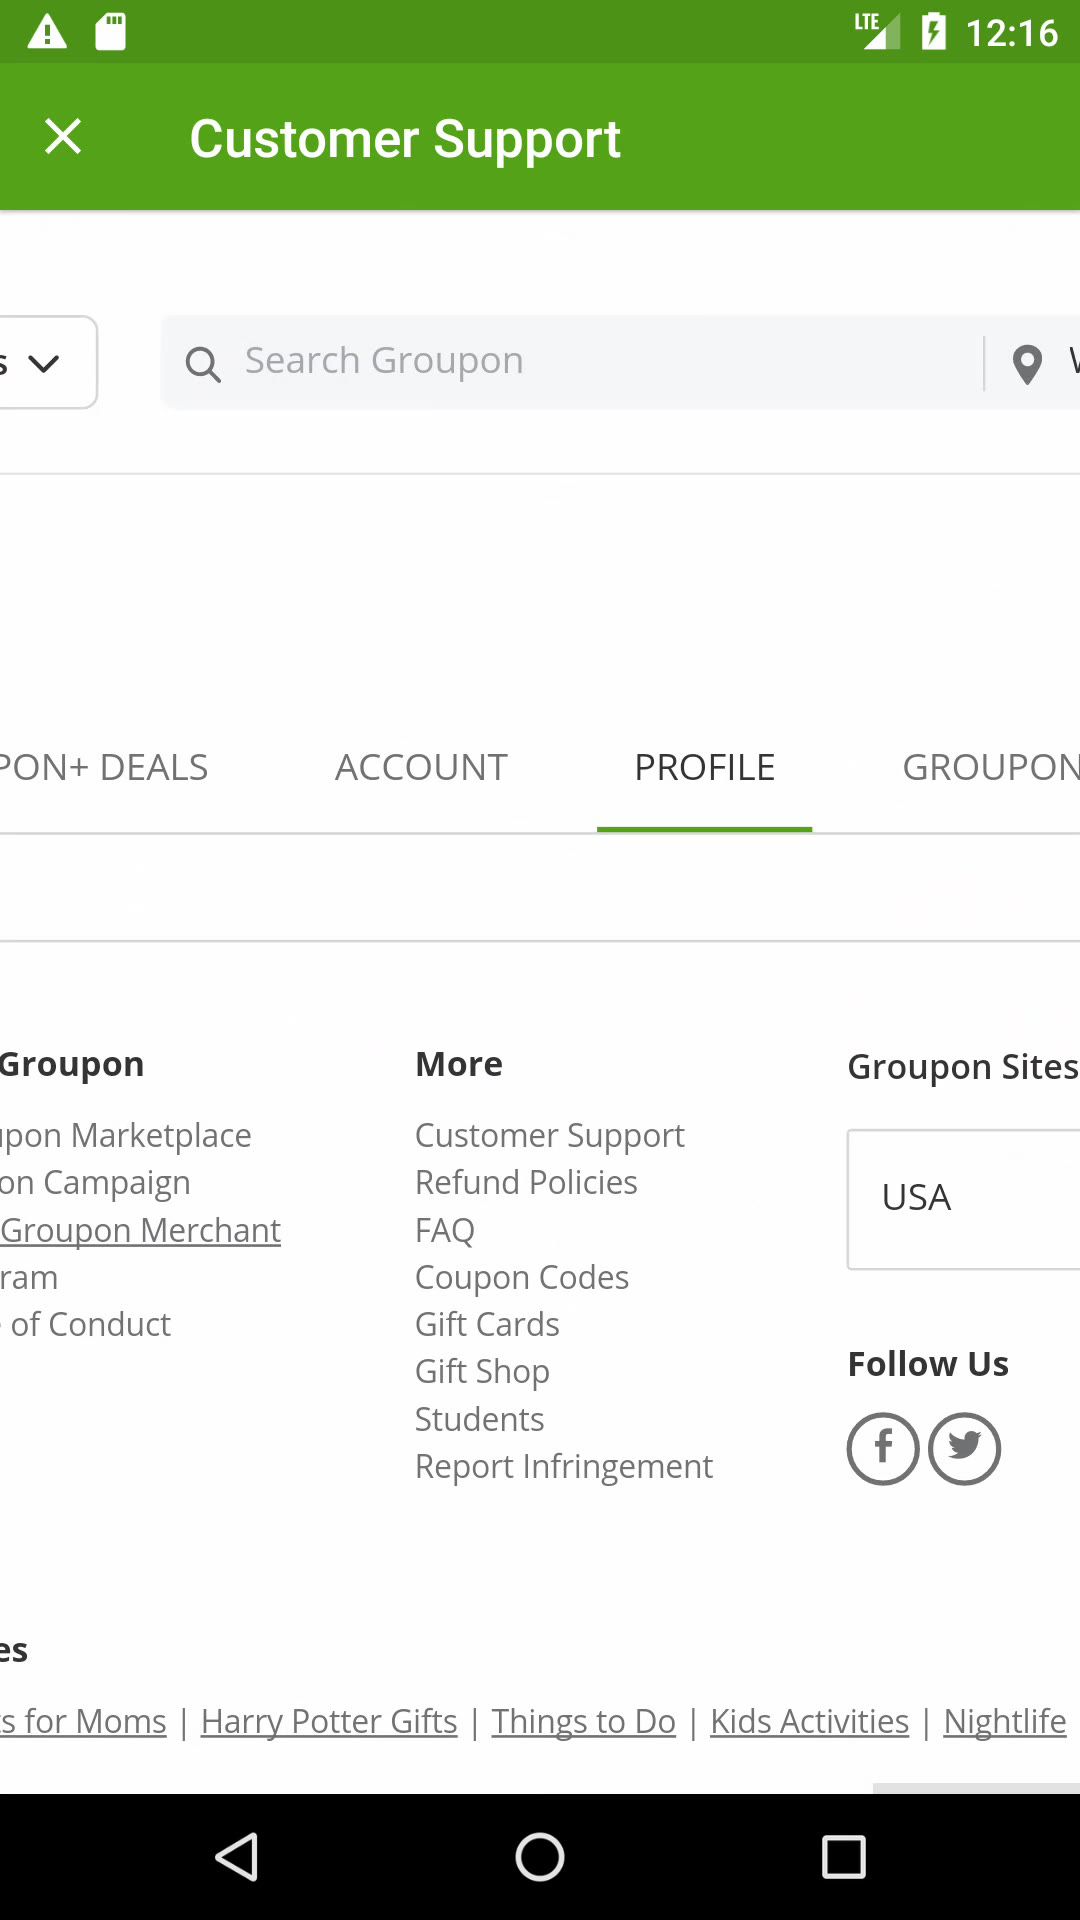 LTE 12:16
Customer Support
s Search Groupon
PON+ DEALS ACCOUNT PROFILE GROUPON
Groupon
upon Marketplace
on Campaign
Groupon Merchant
ram
e of Conduct
More
Customer Support
Refund Policies
FAQ
Coupon Codes
Gift Cards
Gift Shop
Students
Report Infringement
Groupon Sites
USA
Follow Us
es
ts for Moms | Harry Potter Gifts | Things to Do | Kids Activities | Nightlife